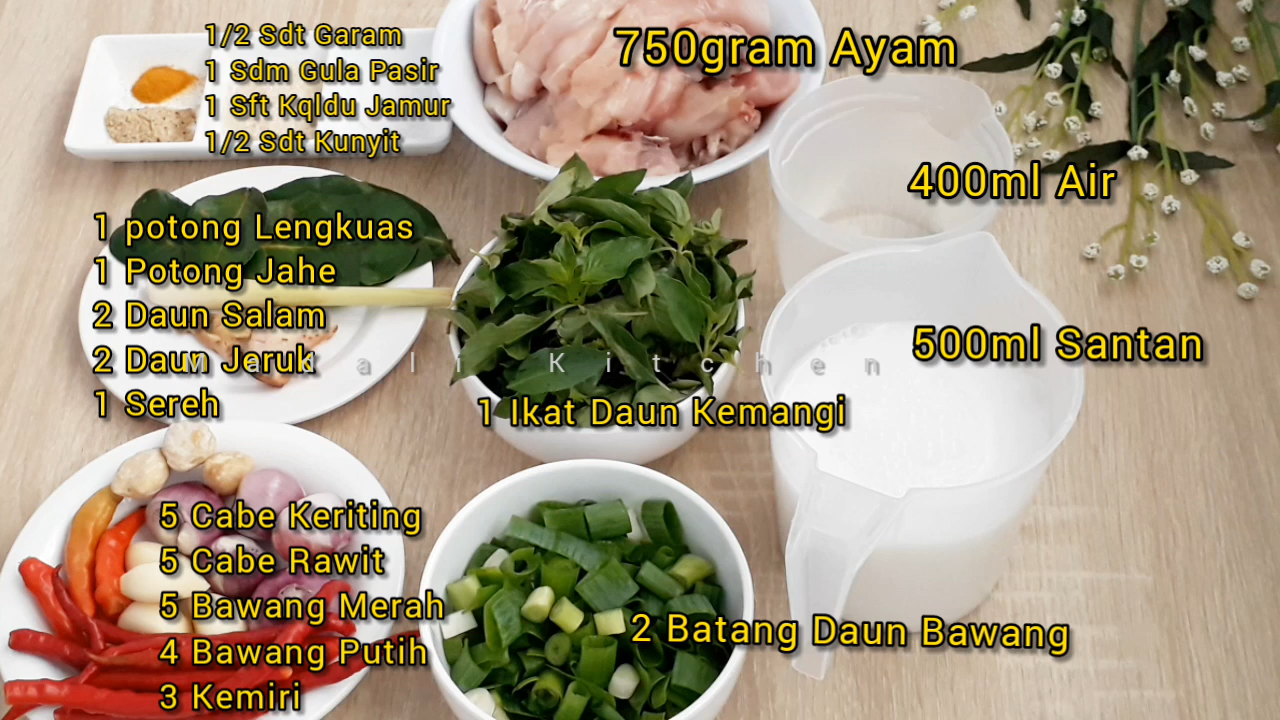 1/2 Sdt Garam
1 Sdm Gula Pasir
1 Sft Kqldu Jamur
1/2 Sdt Kunyit
750gram Ayam
400ml Air
1 potong Lengkuas
1 Potong Jahe
2 Daun Salam
2 Daun Jeruk
1 Sereh
500ml Santan
Kitchen
1 Ikat Daun Kemangi
5 Cabe Keriting
5 Cabe Rawit
5 Bawang Merah
4 Bawang Putih
3 Kemiri
2 Batang Daun Bawang